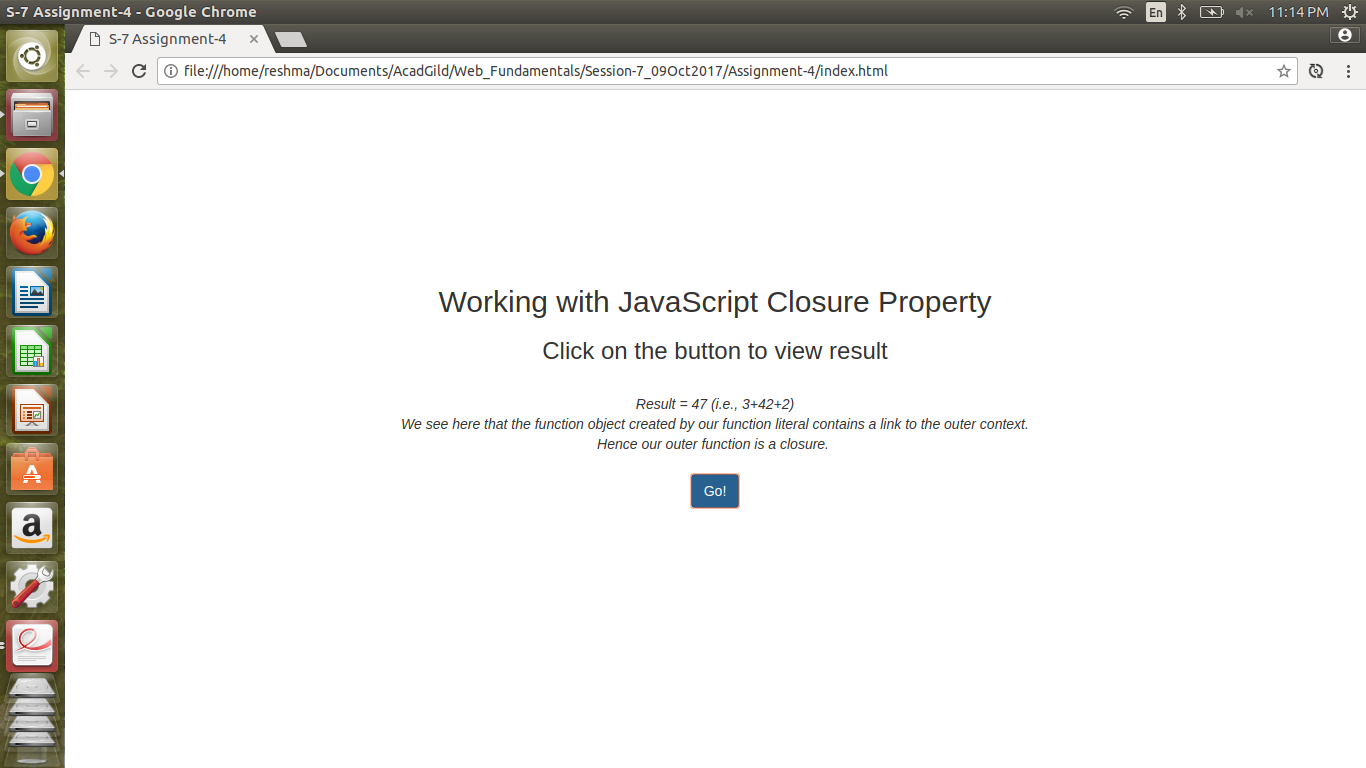 S-7 Assignment-4 - Google Chrome
En
11:14 PM
S-7 Assignment-4
file:///home/reshma/Documents/AcadGild/Web_Fundamentals/Session-7_09Oct2017/Assignment-4/index.html
Working with JavaScript Closure Property
Click on the button to view result
Result = 47 (i.e., 3+42+2)
We see here that the function object created by our function literal contains a link to the outer context.
Hence our outer function is a closure.
Go!